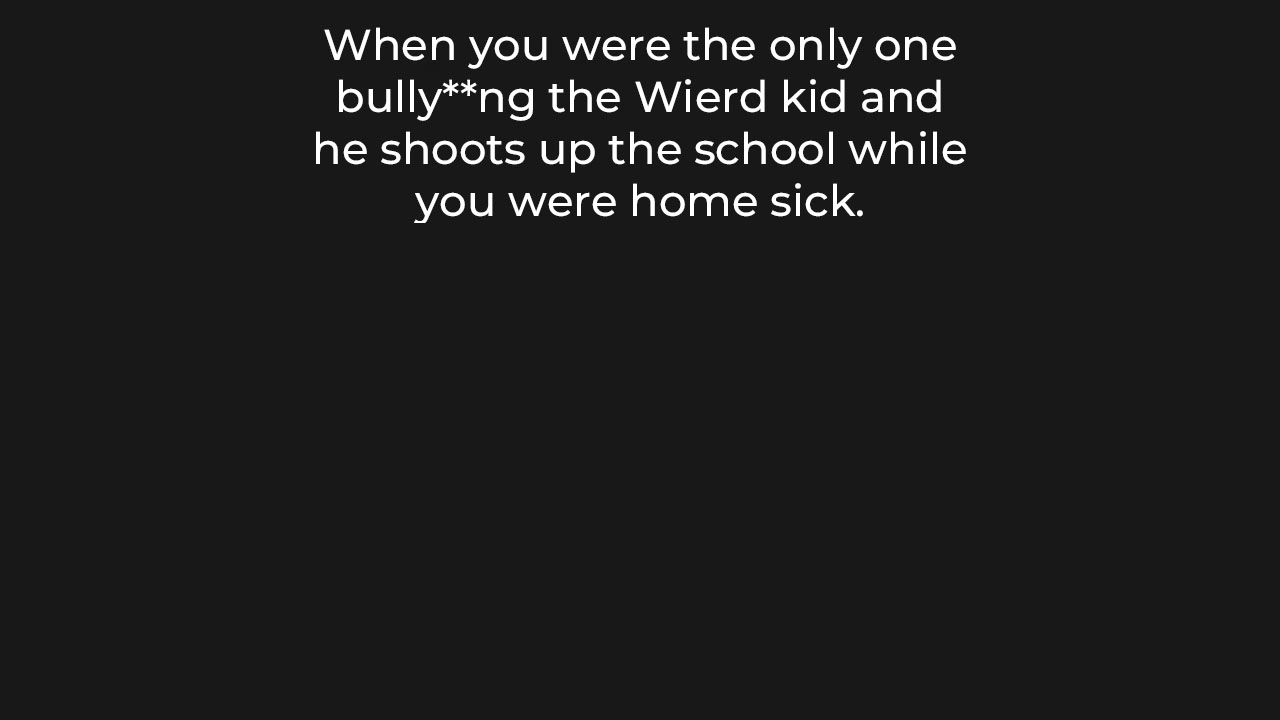 When you were the only one
bully**ng the Wierd kid and
he shoots up the school while
you were home sick.